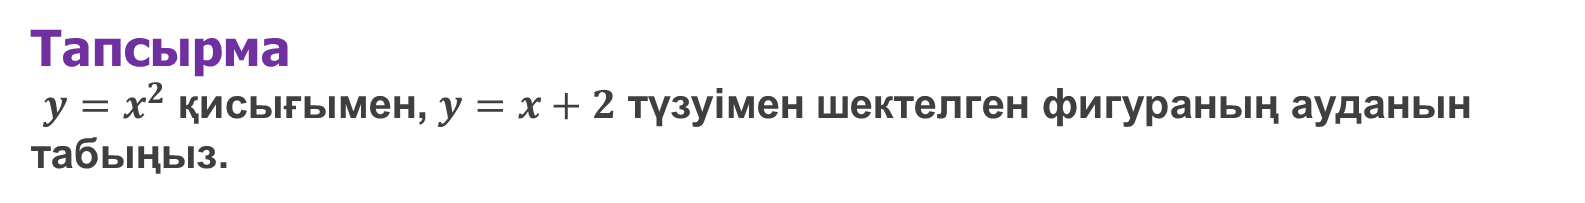 Тапсырма
y = x² қисығымен, y = x + 2 түзуімен шектелген фигураның ауданын
табыңыз.